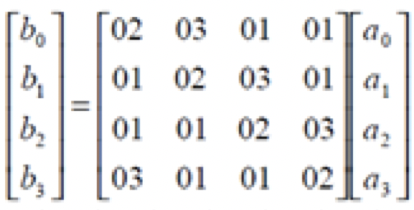 b₀ 02 03 01 01 a₀
b₁ 01 02 03 01 a₁
= 
b₂ 01 01 02 03 a₂
b₃ 03 01 01 02 a₃